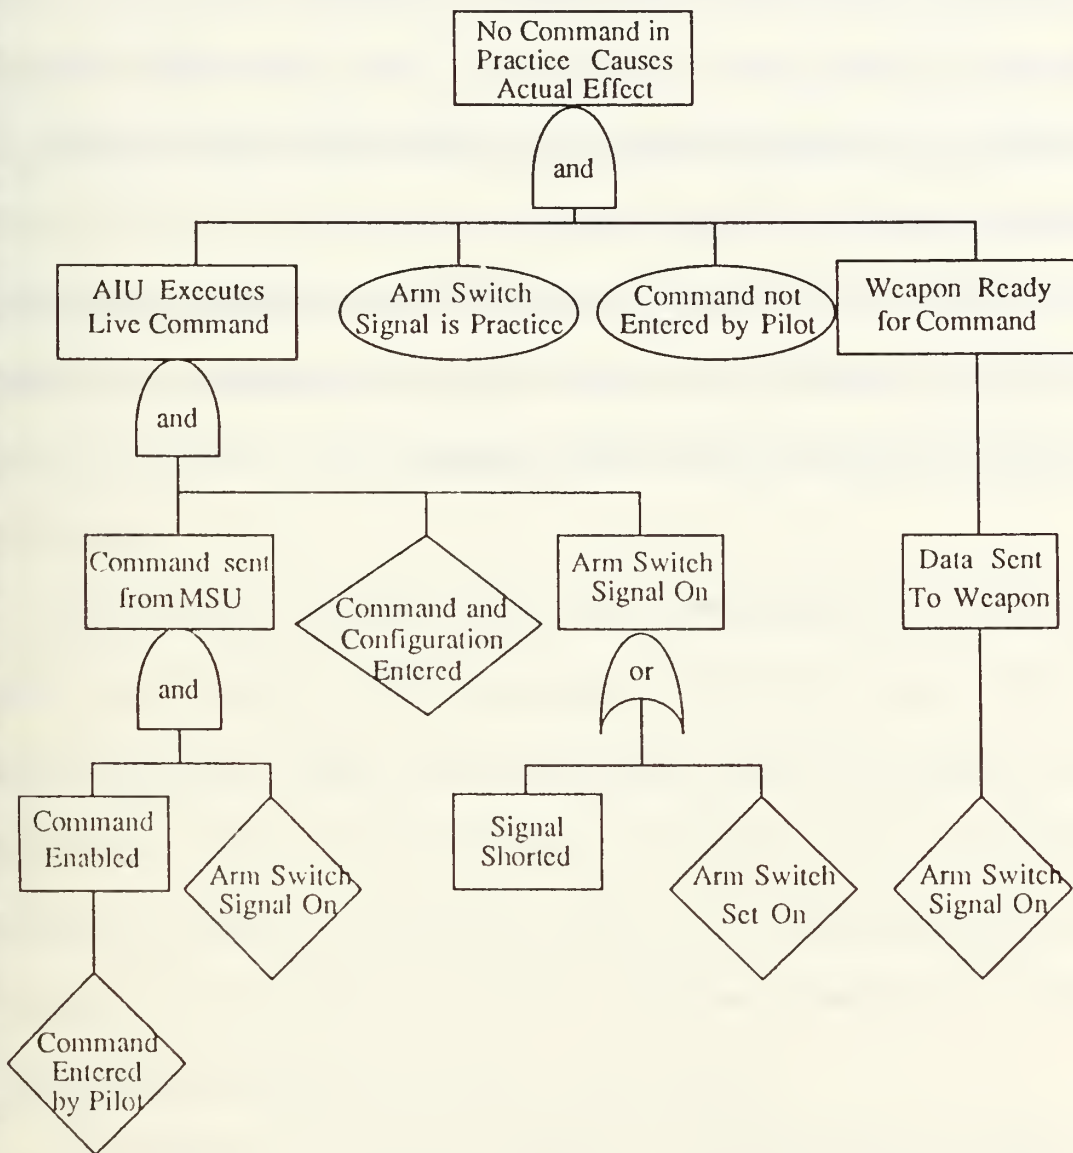 No Command in
Practice Causes
Actual Effect
and
AIU Executes
Live Command
Arm Switch
Signal is Practice
Command not
Entered by Pilot
Weapon Ready
for Command
and
Command sent
from MSU
Command and
Configuration
Entered
Arm Switch
Signal On
Data Sent
To Weapon
and
or
Command
Enabled
Arm Switch
Signal On
Signal
Shorted
Arm Switch
Set On
Arm Switch
Signal On
Command
Entered
by Pilot